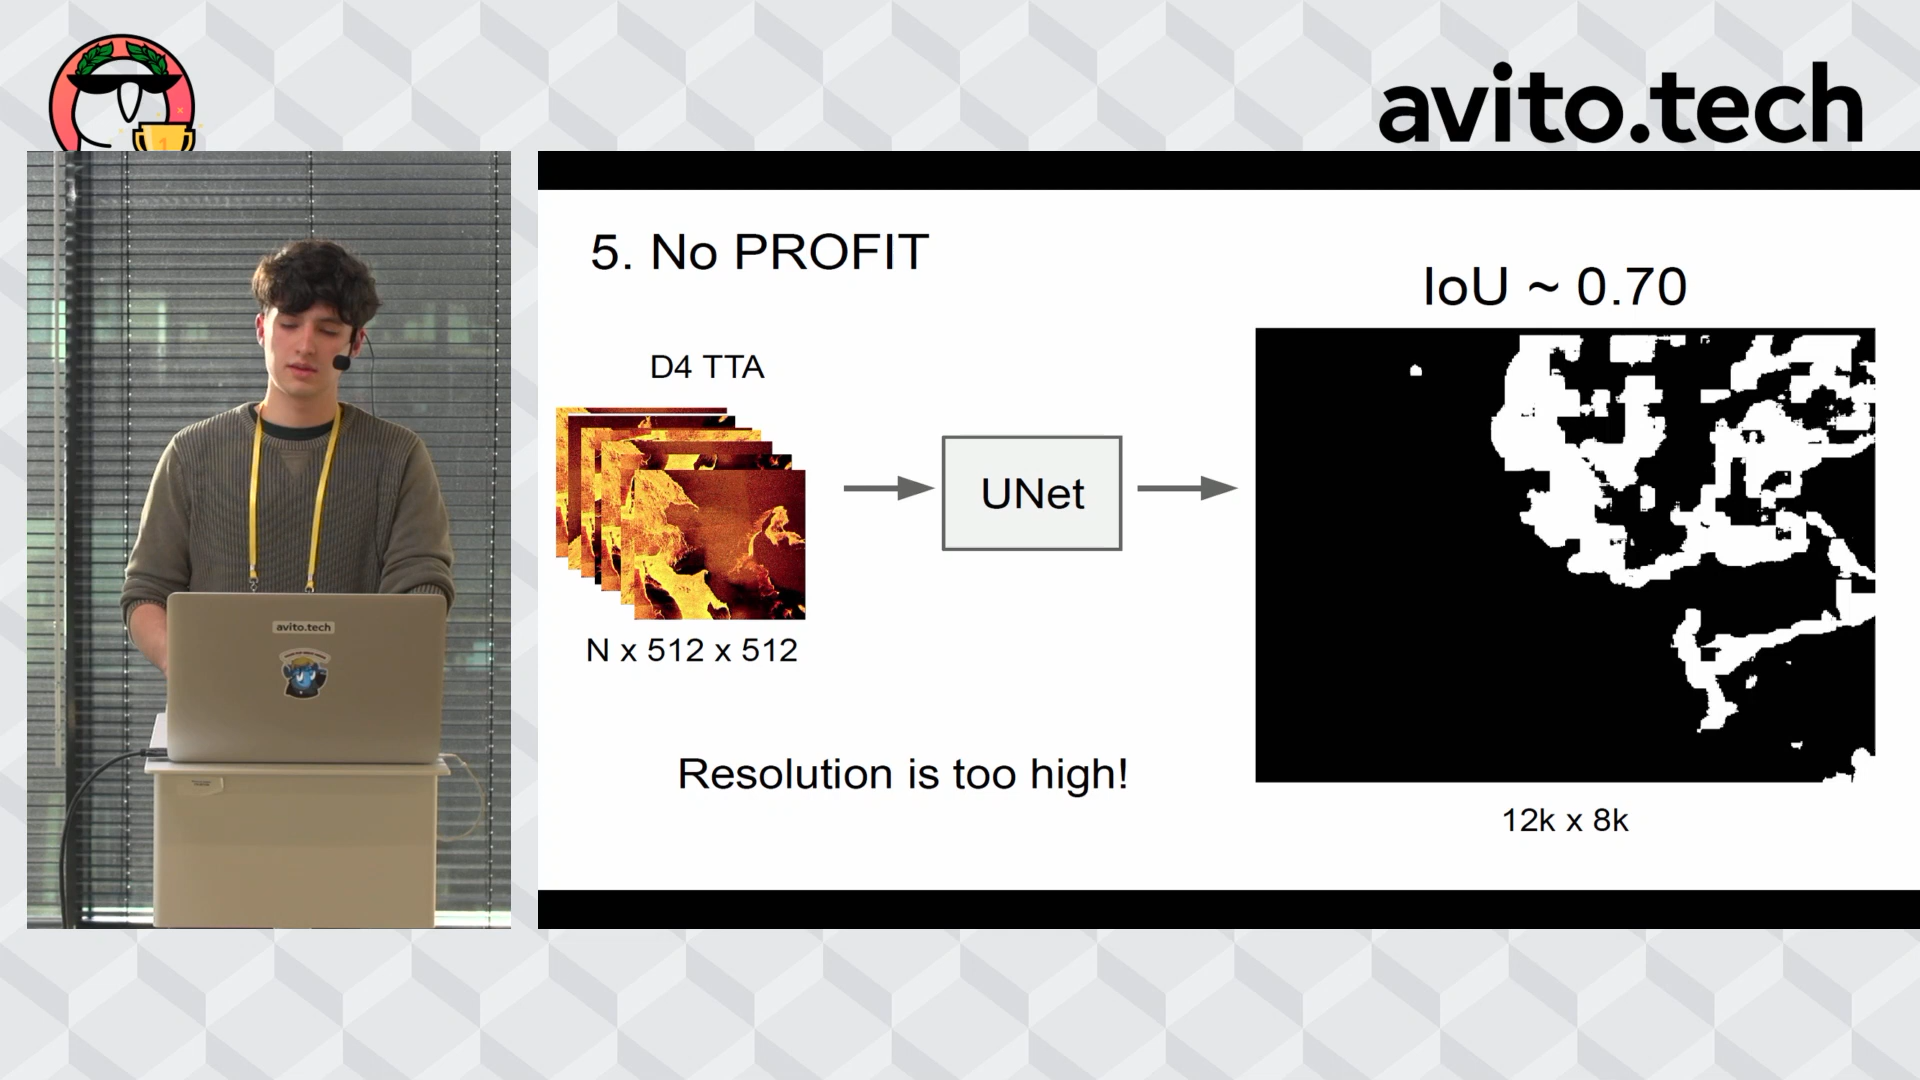 avito.tech
5. No PROFIT
IoU ~ 0.70
D4 TTA
UNet
N x 512 x 512
Resolution is too high!
12k x 8k
avito.tech
1